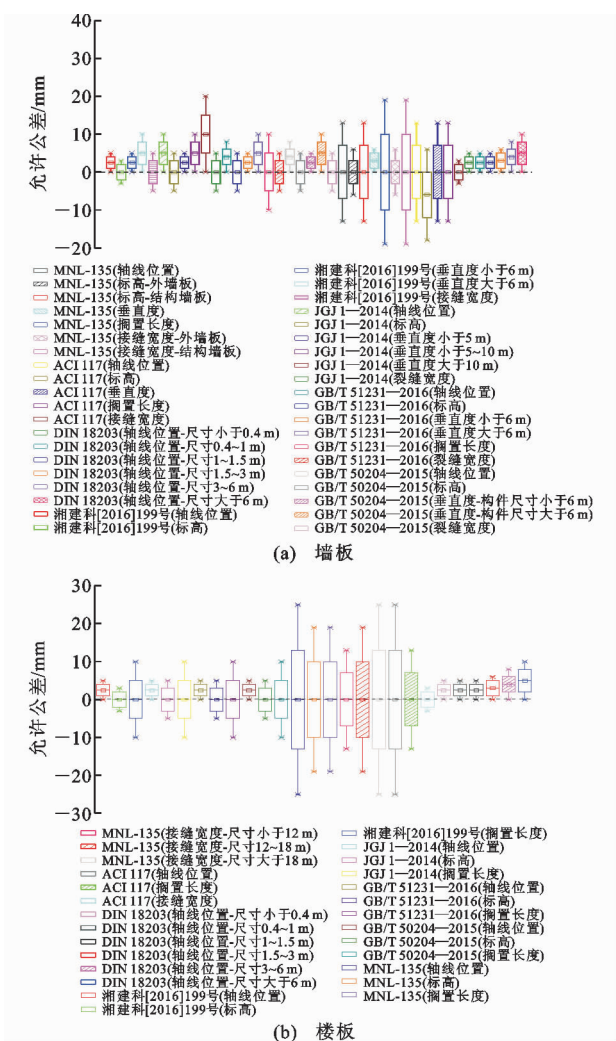 40
30
20
10
0
−10
−20
允许公差/mm
MNL-135(轴线位置)
MNL-135(标高-外墙板)
MNL-135(标高-结构墙板)
MNL-135(垂直度)
MNL-135(搁置长度)
MNL-135(接缝宽度-外墙板)
MNL-135(接缝宽度-结构墙板)
ACI 117(轴线位置)
ACI 117(标高)
ACI 117(垂直度)
ACI 117(搁置长度)
ACI 117(接缝宽度)
DIN 18203(轴线位置-尺寸小于0.4 m)
DIN 18203(轴线位置-尺寸0.4~1 m)
DIN 18203(轴线位置-尺寸1~1.5 m)
DIN 18203(轴线位置-尺寸1.5~3 m)
DIN 18203(轴线位置-尺寸3~6 m)
DIN 18203(轴线位置-尺寸大于6 m)
湘建科[2016]199号(轴线位置)
湘建科[2016]199号(标高)
湘建科[2016]199号(垂直度小于6 m)
湘建科[2016]199号(垂直度大于6 m)
湘建科[2016]199号(接缝宽度)
JGJ 1—2014(轴线位置)
JGJ 1—2014(标高)
JGJ 1—2014(垂直度小于5 m)
JGJ 1—2014(垂直度小于5~10 m)
JGJ 1—2014(垂直度大于10 m)
JGJ 1—2014(裂缝宽度)
GB/T 51231—2016(轴线位置)
GB/T 51231—2016(标高)
GB/T 51231—2016(垂直度小于6 m)
GB/T 51231—2016(垂直度大于6 m)
GB/T 51231—2016(搁置长度)
GB/T 51231—2016(裂缝宽度)
GB/T 50204—2015(轴线位置)
GB/T 50204—2015(标高)
GB/T 50204—2015(垂直度-构件尺寸小于6 m)
GB/T 50204—2015(垂直度-构件尺寸大于6 m)
GB/T 50204—2015(裂缝宽度)
(a) 墙板
30
20
10
0
−10
−20
−30
允许公差/mm
MNL-135(接缝宽度-尺寸小于12 m)
MNL-135(接缝宽度-尺寸12~18 m)
MNL-135(接缝宽度-尺寸大于18 m)
ACI 117(轴线位置)
ACI 117(搁置长度)
ACI 117(接缝宽度)
DIN 18203(轴线位置-尺寸小于0.4 m)
DIN 18203(轴线位置-尺寸0.4~1 m)
DIN 18203(轴线位置-尺寸1~1.5 m)
DIN 18203(轴线位置-尺寸1.5~3 m)
DIN 18203(轴线位置-尺寸3~6 m)
DIN 18203(轴线位置-尺寸大于6 m)
湘建科[2016]199号(轴线位置)
湘建科[2016]199号(标高)
湘建科[2016]199号(搁置长度)
JGJ 1—2014(轴线位置)
JGJ 1—2014(标高)
JGJ 1—2014(搁置长度)
GB/T 51231—2016(轴线位置)
GB/T 51231—2016(标高)
GB/T 51231—2016(搁置长度)
GB/T 50204—2015(轴线位置)
GB/T 50204—2015(标高)
GB/T 50204—2015(搁置长度)
MNL-135(轴线位置)
MNL-135(标高)
MNL-135(搁置长度)
(b) 楼板